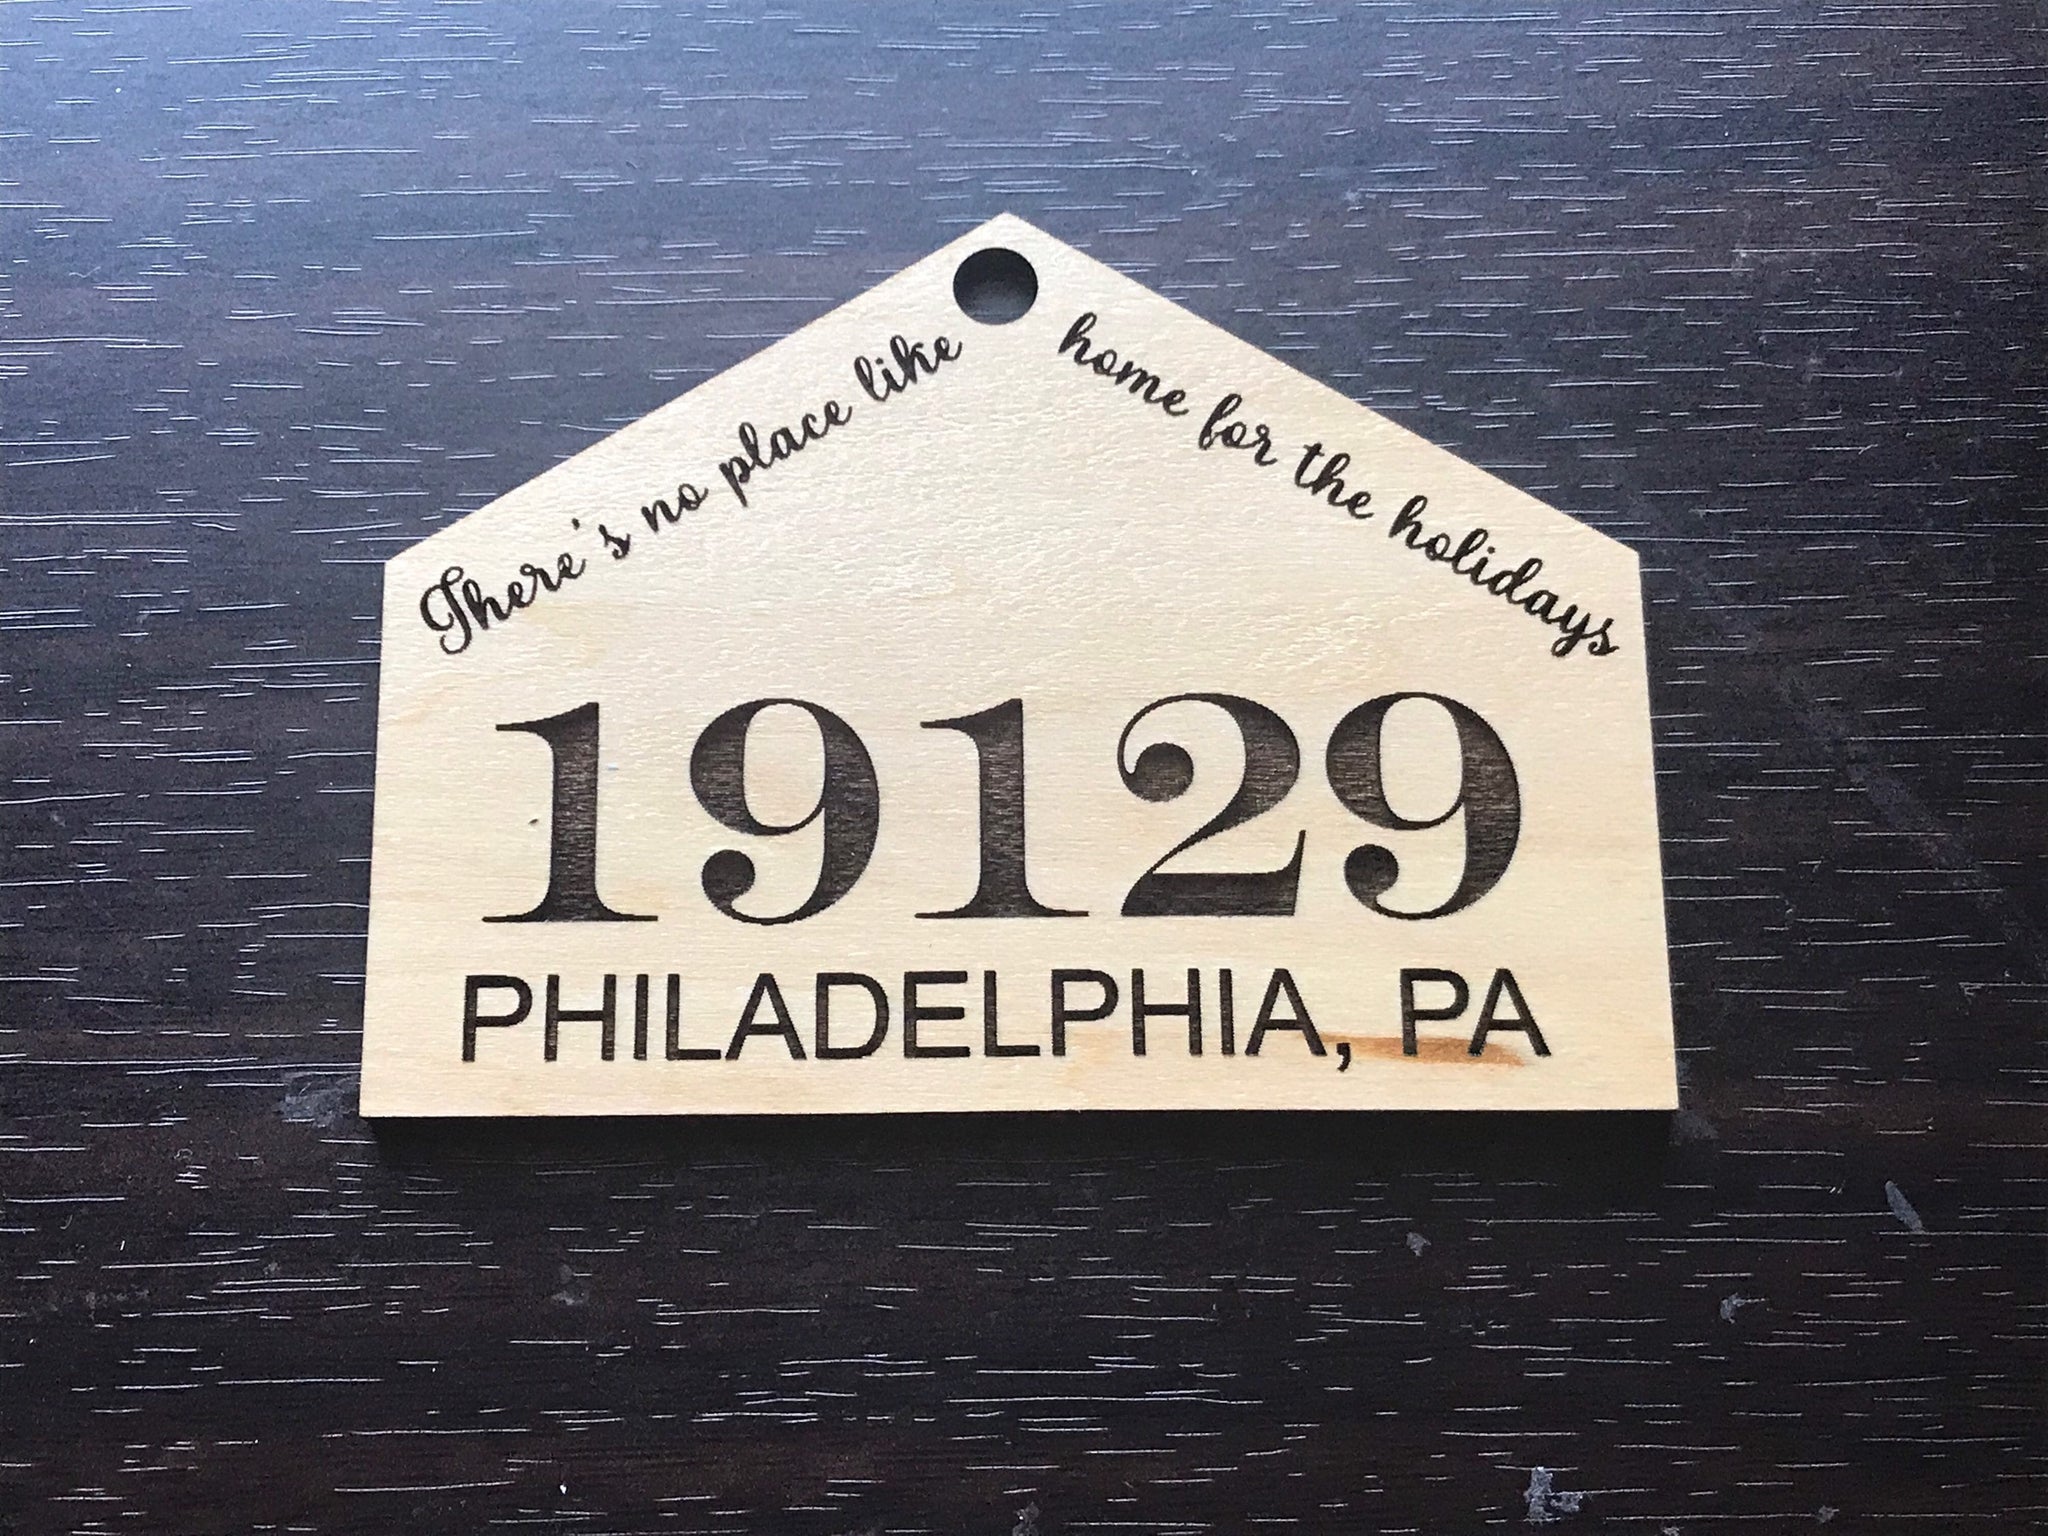 There's no place like home for the holidays
19129
PHILADELPHIA, PA